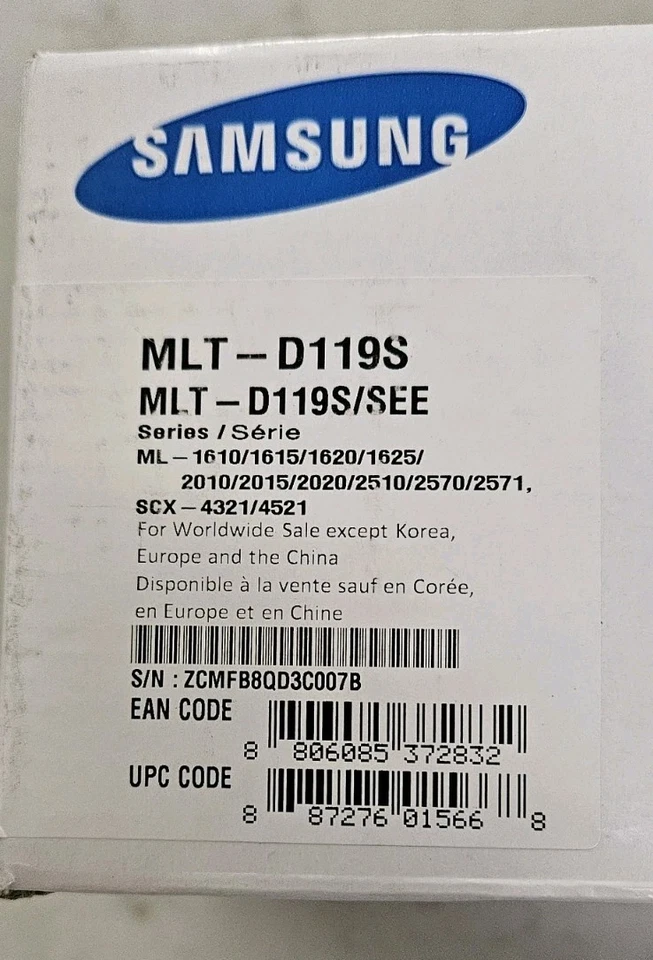 SAMSUNG
MLT-D119S
MLT-D119S/SEE
Series / Série
ML-1610/1615/1620/1625/
2010/2015/2020/2510/2570/2571,
SCX-4321/4521
For Worldwide Sale except Korea,
Europe and the China
Disponible à la vente sauf en Corée,
en Europe et en Chine
S/N : ZCMFB8QD3C007B
EAN CODE
8 806085 372832
UPC CODE
8 87276 01566 8